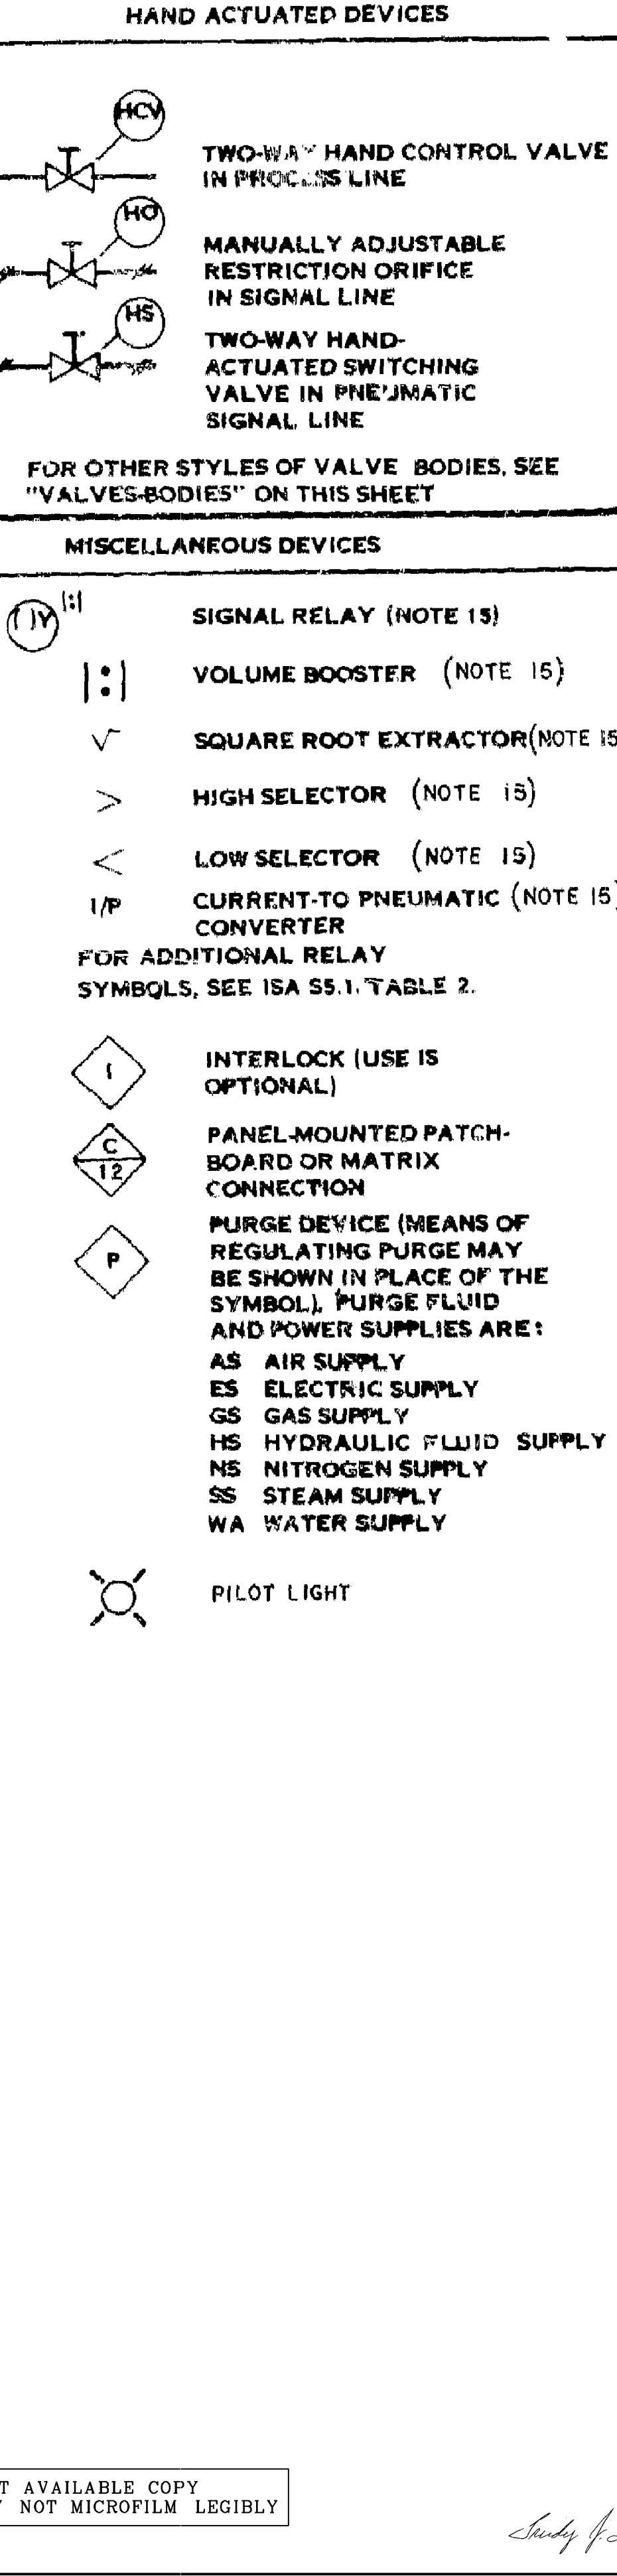 HAND ACTUATED DEVICES
HCV
TWO-WAY HAND CONTROL VALVE
IN PROCESS LINE
HO
MANUALLY ADJUSTABLE
RESTRICTION ORIFICE
IN SIGNAL LINE
HS
TWO-WAY HAND-
ACTUATED SWITCHING
VALVE IN PNEUMATIC
SIGNAL LINE
FOR OTHER STYLES OF VALVE BODIES, SEE
"VALVES-BODIES" ON THIS SHEET
MISCELLANEOUS DEVICES
( )Y |:| SIGNAL RELAY (NOTE 15)
|:| VOLUME BOOSTER (NOTE 15)
√ SQUARE ROOT EXTRACTOR(NOTE 15
> HIGH SELECTOR (NOTE 15)
< LOW SELECTOR (NOTE 15)
I/P CURRENT-TO PNEUMATIC (NOTE 15)
CONVERTER
FOR ADDITIONAL RELAY
SYMBOLS, SEE ISA S5.1. TABLE 2.
I INTERLOCK (USE IS
OPTIONAL)
C
12
PANEL-MOUNTED PATCH-
BOARD OR MATRIX
CONNECTION
P
PURGE DEVICE (MEANS OF
REGULATING PURGE MAY
BE SHOWN IN PLACE OF THE
SYMBOL). PURGE FLUID
AND POWER SUPPLIES ARE:
AS AIR SUPPLY
ES ELECTRIC SUPPLY
GS GAS SUPPLY
HS HYDRAULIC FLUID SUPPLY
NS NITROGEN SUPPLY
SS STEAM SUPPLY
WA WATER SUPPLY
PILOT LIGHT
T AVAILABLE COPY
NOT MICROFILM LEGIBLY